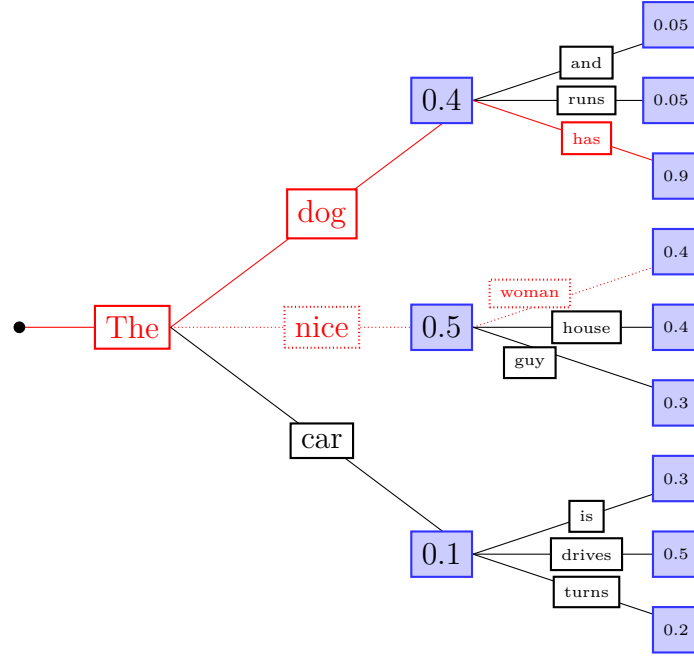 0.05
and
0.4
runs
0.05
has
0.9
dog
0.4
woman
The
nice
0.5
house
0.4
guy
0.3
car
0.3
is
0.1
drives
0.5
turns
0.2